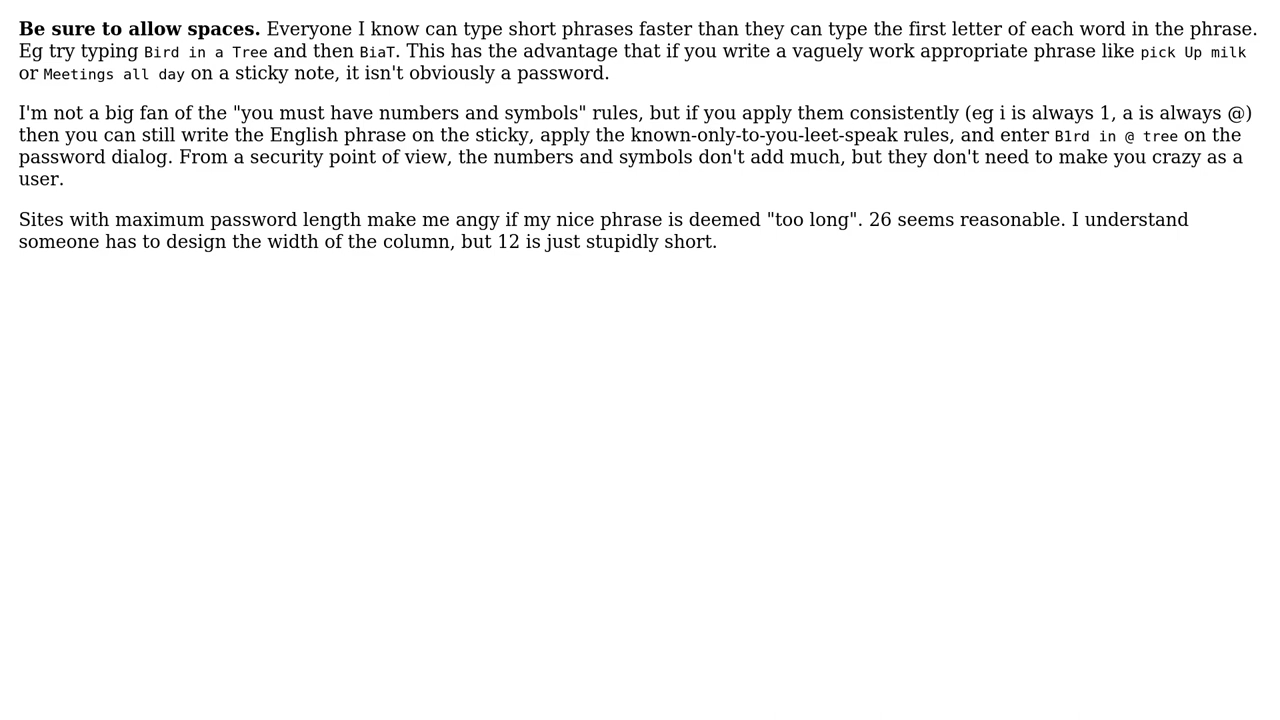 Be sure to allow spaces. Everyone I know can type short phrases faster than they can type the first letter of each word in the phrase.
Eg try typing Bird in a Tree and then BiaT. This has the advantage that if you write a vaguely work appropriate phrase like pick Up milk
or Meetings all day on a sticky note, it isn't obviously a password.
I'm not a big fan of the "you must have numbers and symbols" rules, but if you apply them consistently (eg i is always 1, a is always @)
then you can still write the English phrase on the sticky, apply the known-only-to-you-leet-speak rules, and enter B1rd in @ tree on the
password dialog. From a security point of view, the numbers and symbols don't add much, but they don't need to make you crazy as a
user.
Sites with maximum password length make me angy if my nice phrase is deemed "too long". 26 seems reasonable. I understand
someone has to design the width of the column, but 12 is just stupidly short.